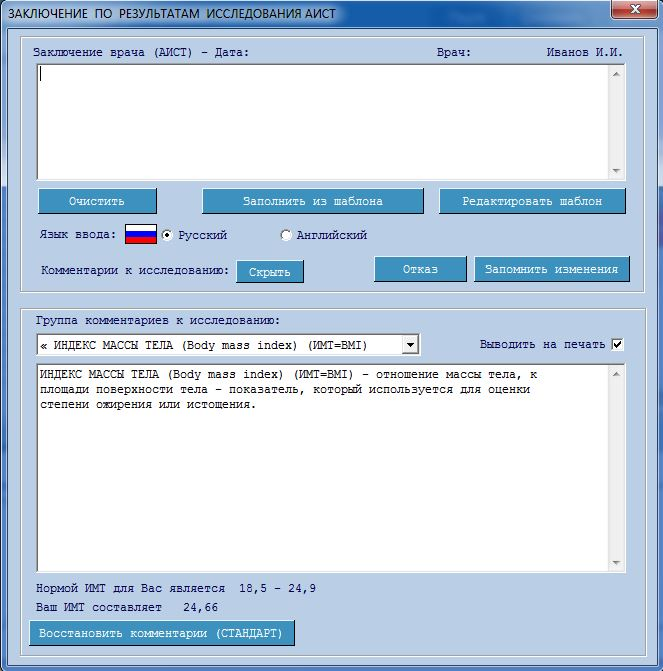 ЗАКЛЮЧЕНИЕ ПО РЕЗУЛЬТАТАМ ИССЛЕДОВАНИЯ АИСТ
Заключение врача (АИСТ) - Дата: Врач: Иванов И.И.
Очистить Заполнить из шаблона Редактировать шаблон
Язык ввода: Русский Английский
Комментарии к исследованию: Скрыть Отказ Запомнить изменения
Группа комментариев к исследованию:
« ИНДЕКС МАССЫ ТЕЛА (Body mass index) (ИМТ=BMI) Выводить на печать
ИНДЕКС МАССЫ ТЕЛА (Body mass index) (ИМТ=BMI) - отношение массы тела, к
площади поверхности тела - показатель, который используется для оценки
степени ожирения или истощения.
Нормой ИМТ для Вас является 18,5 - 24,9
Ваш ИМТ составляет 24,66
Восстановить комментарии (СТАНДАРТ)